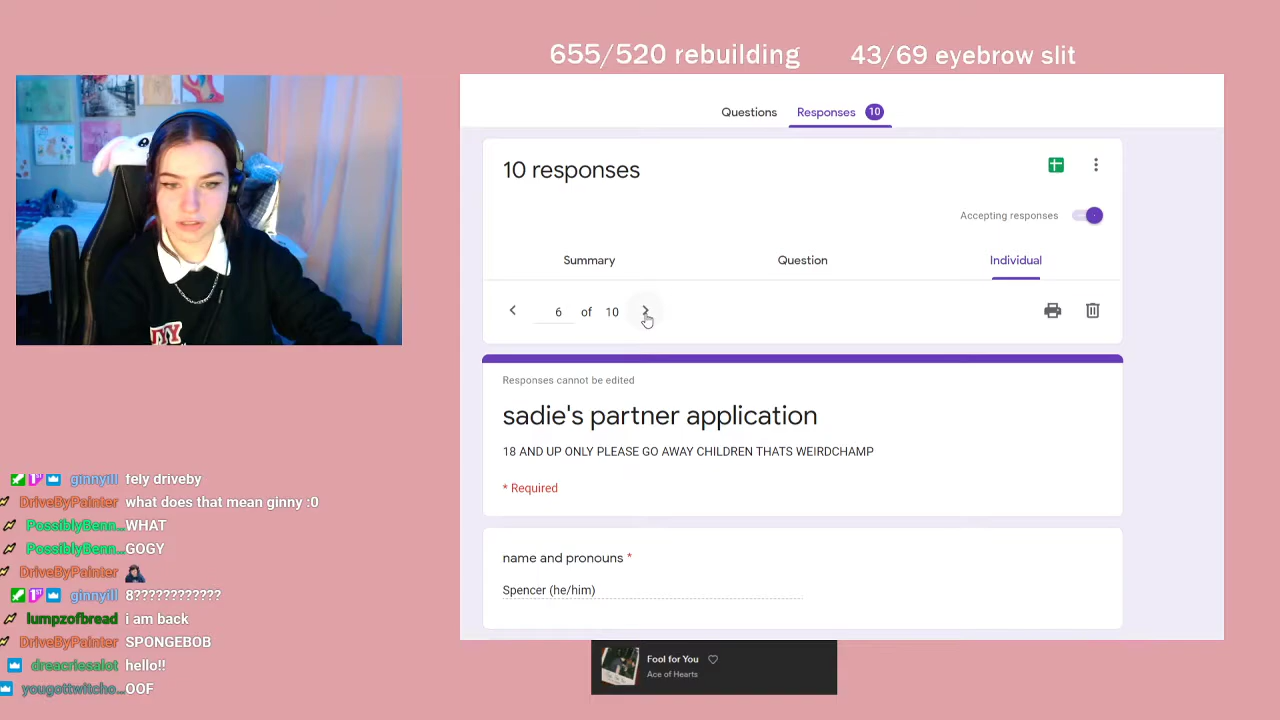 655/520 rebuilding
43/69 eyebrow slit
Questions
Responses 10
10 responses
Accepting responses
Summary
Question
Individual
6 of 10
Responses cannot be edited
sadie's partner application
18 AND UP ONLY PLEASE GO AWAY CHILDREN THATS WEIRDCHAMP
* Required
name and pronouns *
Spencer (he/him)
ginnyill fely driveby
DriveByPainter what does that mean ginny :0
PossiblyBenn... WHAT
PossiblyBenn... GOGY
DriveByPainter
ginnyill 8????????????
lumpzofbread i am back
DriveByPainter SPONGEBOB
dreacriesalot hello!!
yougottwitcho... OOF
Fool for You
Ace of Hearts